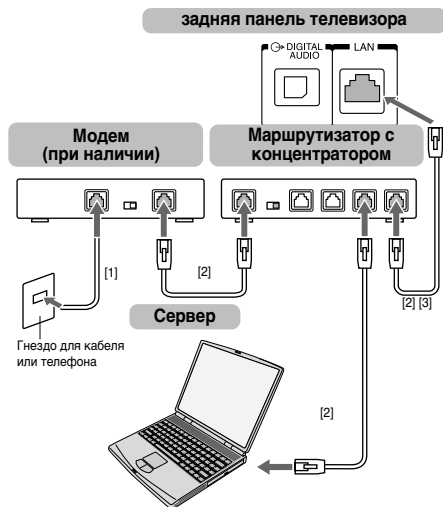 задняя панель телевизора
DIGITAL
AUDIO
LAN
Модем
(при наличии)
Маршрутизатор с
концентратором
[1]
[2]
[2] [3]
Сервер
Гнездо для кабеля
или телефона
[2]